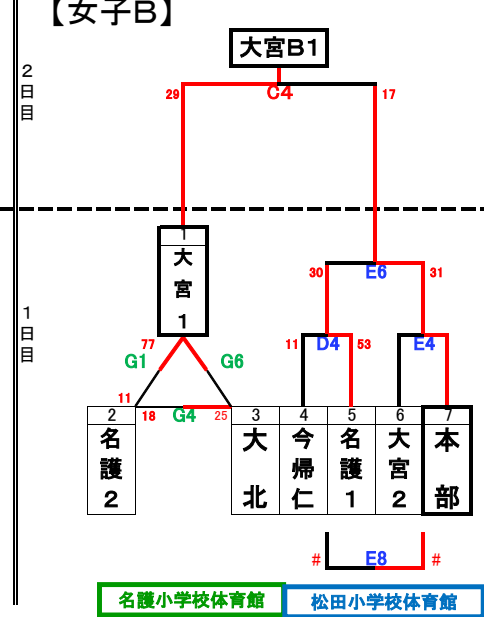 【女子B】
大宮B1
2日目
29
C4
17
1
大宮1
1日目
30
E6
31
77
G1
G6
11
D4
53
E4
11
18
G4
25
2
名護2
3
大北
4
今帰仁
5
名護1
6
大宮2
7
本部
#
E8
#
名護小学校体育館
松田小学校体育館